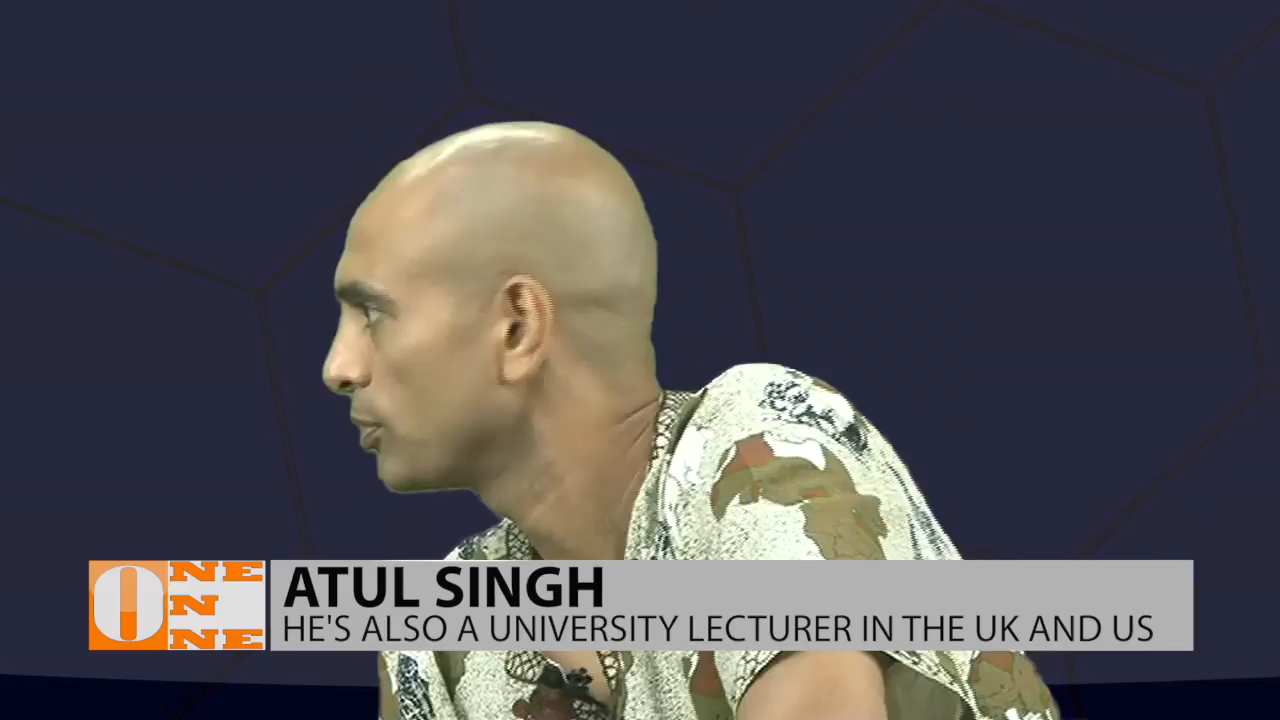 ONE
ON
ONE
ATUL SINGH
HE'S ALSO A UNIVERSITY LECTURER IN THE UK AND US